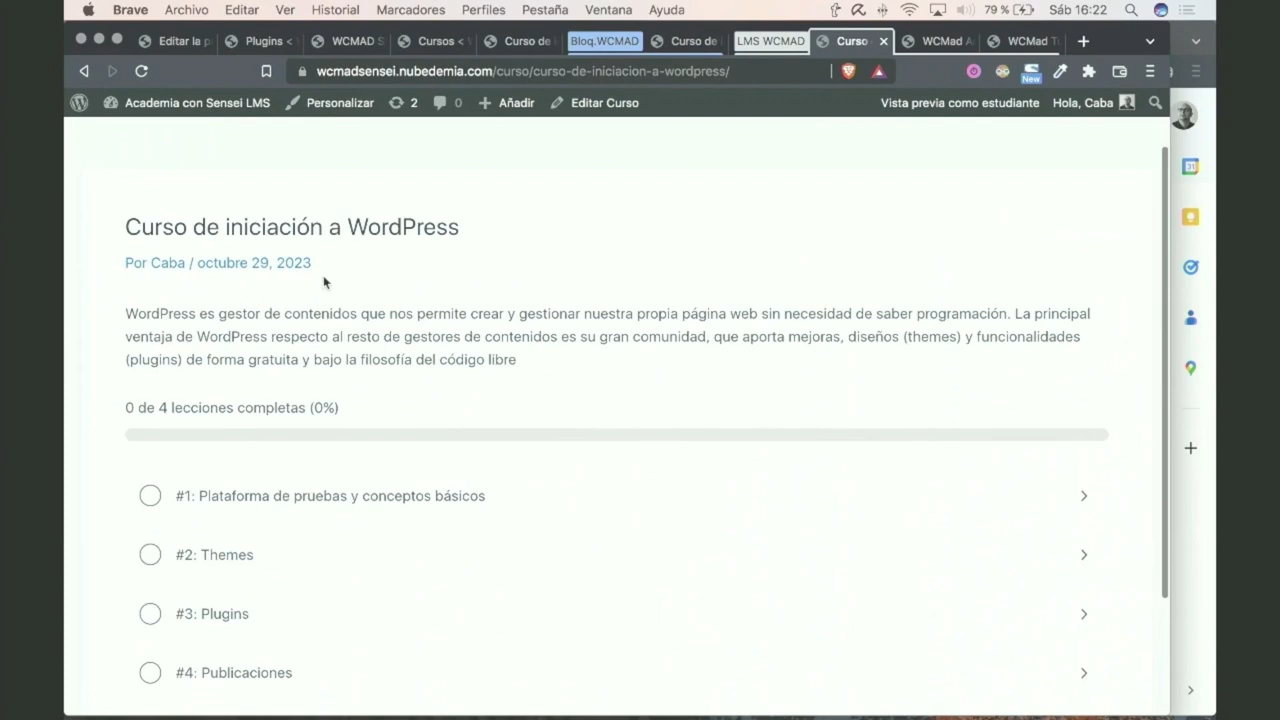 Brave Archivo Editar Ver Historial Marcadores Perfiles Pestaña Ventana Ayuda 79 % Sáb 16:22
Editar la p Plugins < WCMAD S Cursos < Curso de Bloq.WCMAD Curso de LMS WCMAD Curso WCMad A WCMad T
wcmadsensei.nubedemia.com/curso/curso-de-iniciacion-a-wordpress/
New
Academia con Sensei LMS Personalizar 2 0 Añadir Editar Curso Vista previa como estudiante Hola, Caba
31
Curso de iniciación a WordPress
Por Caba / octubre 29, 2023
WordPress es gestor de contenidos que nos permite crear y gestionar nuestra propia página web sin necesidad de saber programación. La principal
ventaja de WordPress respecto al resto de gestores de contenidos es su gran comunidad, que aporta mejoras, diseños (themes) y funcionalidades
(plugins) de forma gratuita y bajo la filosofía del código libre
0 de 4 lecciones completas (0%)
#1: Plataforma de pruebas y conceptos básicos
#2: Themes
#3: Plugins
#4: Publicaciones